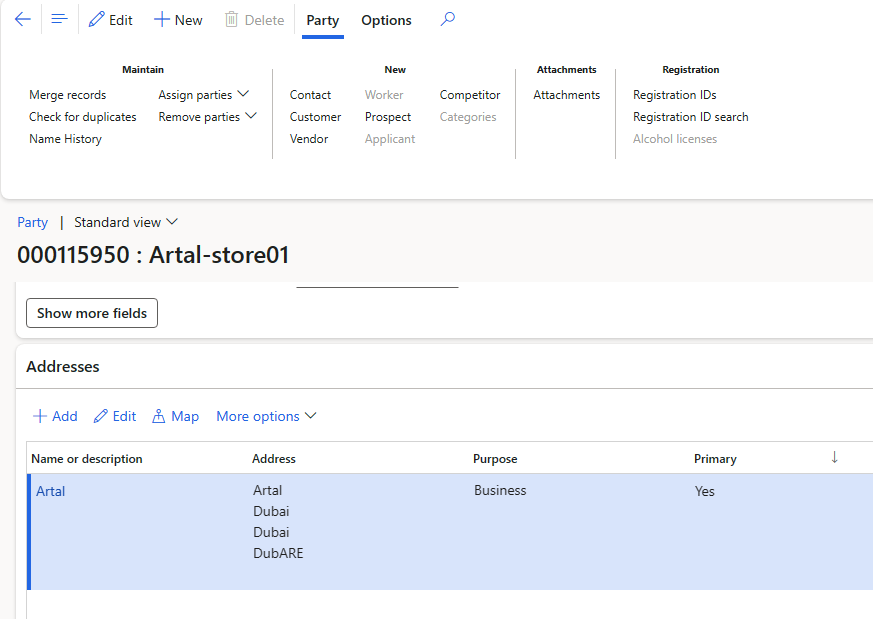 Edit New Delete Party Options
Maintain
Merge records Assign parties
Check for duplicates Remove parties
Name History
New
Contact Worker Competitor
Customer Prospect Categories
Vendor Applicant
Attachments
Attachments
Registration
Registration IDs
Registration ID search
Alcohol licenses
Party | Standard view
000115950 : Artal-store01
Show more fields
Addresses
Add Edit Map More options
Name or description Address Purpose Primary
Artal Artal Business Yes
Dubai
Dubai
DubARE